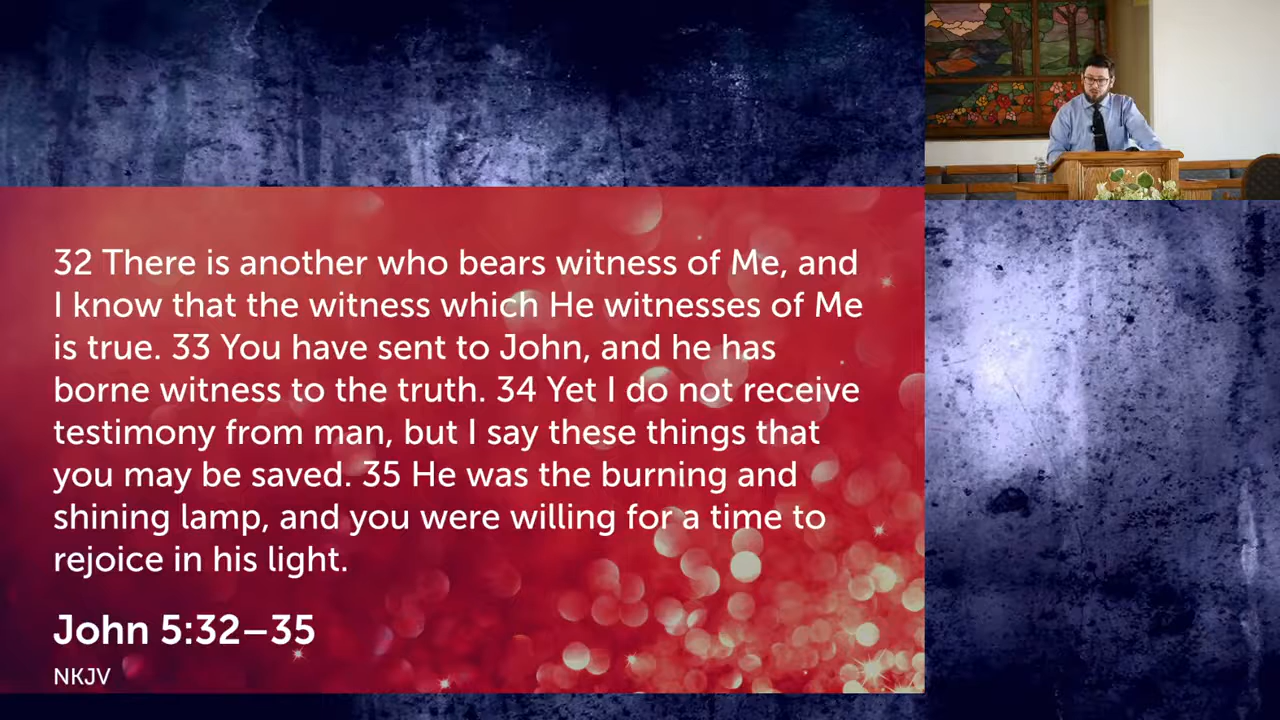 32 There is another who bears witness of Me, and
I know that the witness which He witnesses of Me
is true. 33 You have sent to John, and he has
borne witness to the truth. 34 Yet I do not receive
testimony from man, but I say these things that
you may be saved. 35 He was the burning and
shining lamp, and you were willing for a time to
rejoice in his light.
John 5:32–35
NKJV